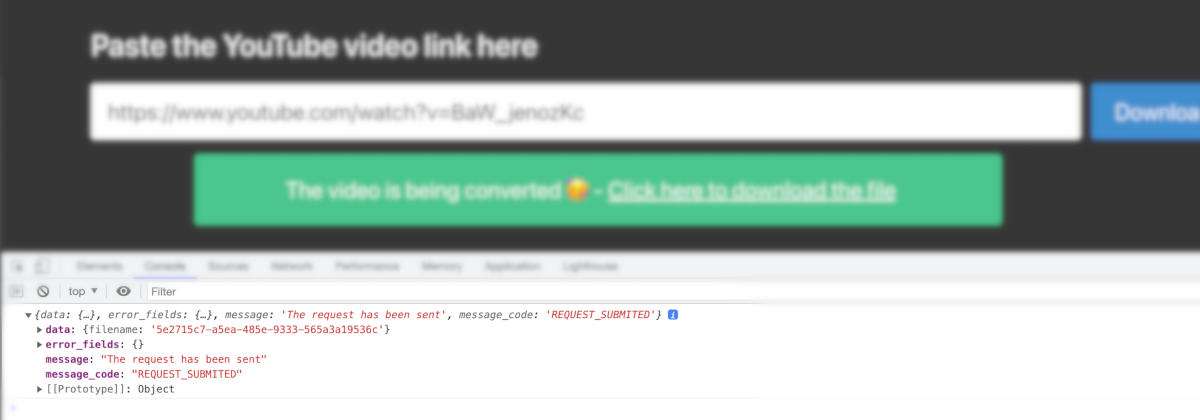 Paste the YouTube video link here
https://www.youtube.com/watch?v=BaW_jenozKc
Downloa
The video is being converted 🍺 - Click here to download the file
Elements Console Sources Network Performance Memory Application Lighthouse
top ▼ Filter
▼{data: {…}, error_fields: {…}, message: 'The request has been sent', message_code: 'REQUEST_SUBMITED'} i
▶ data: {filename: '5e2715c7-a5ea-485e-9333-565a3a19536c'}
▶ error_fields: {}
message: "The request has been sent"
message_code: "REQUEST_SUBMITED"
▶ [[Prototype]]: Object